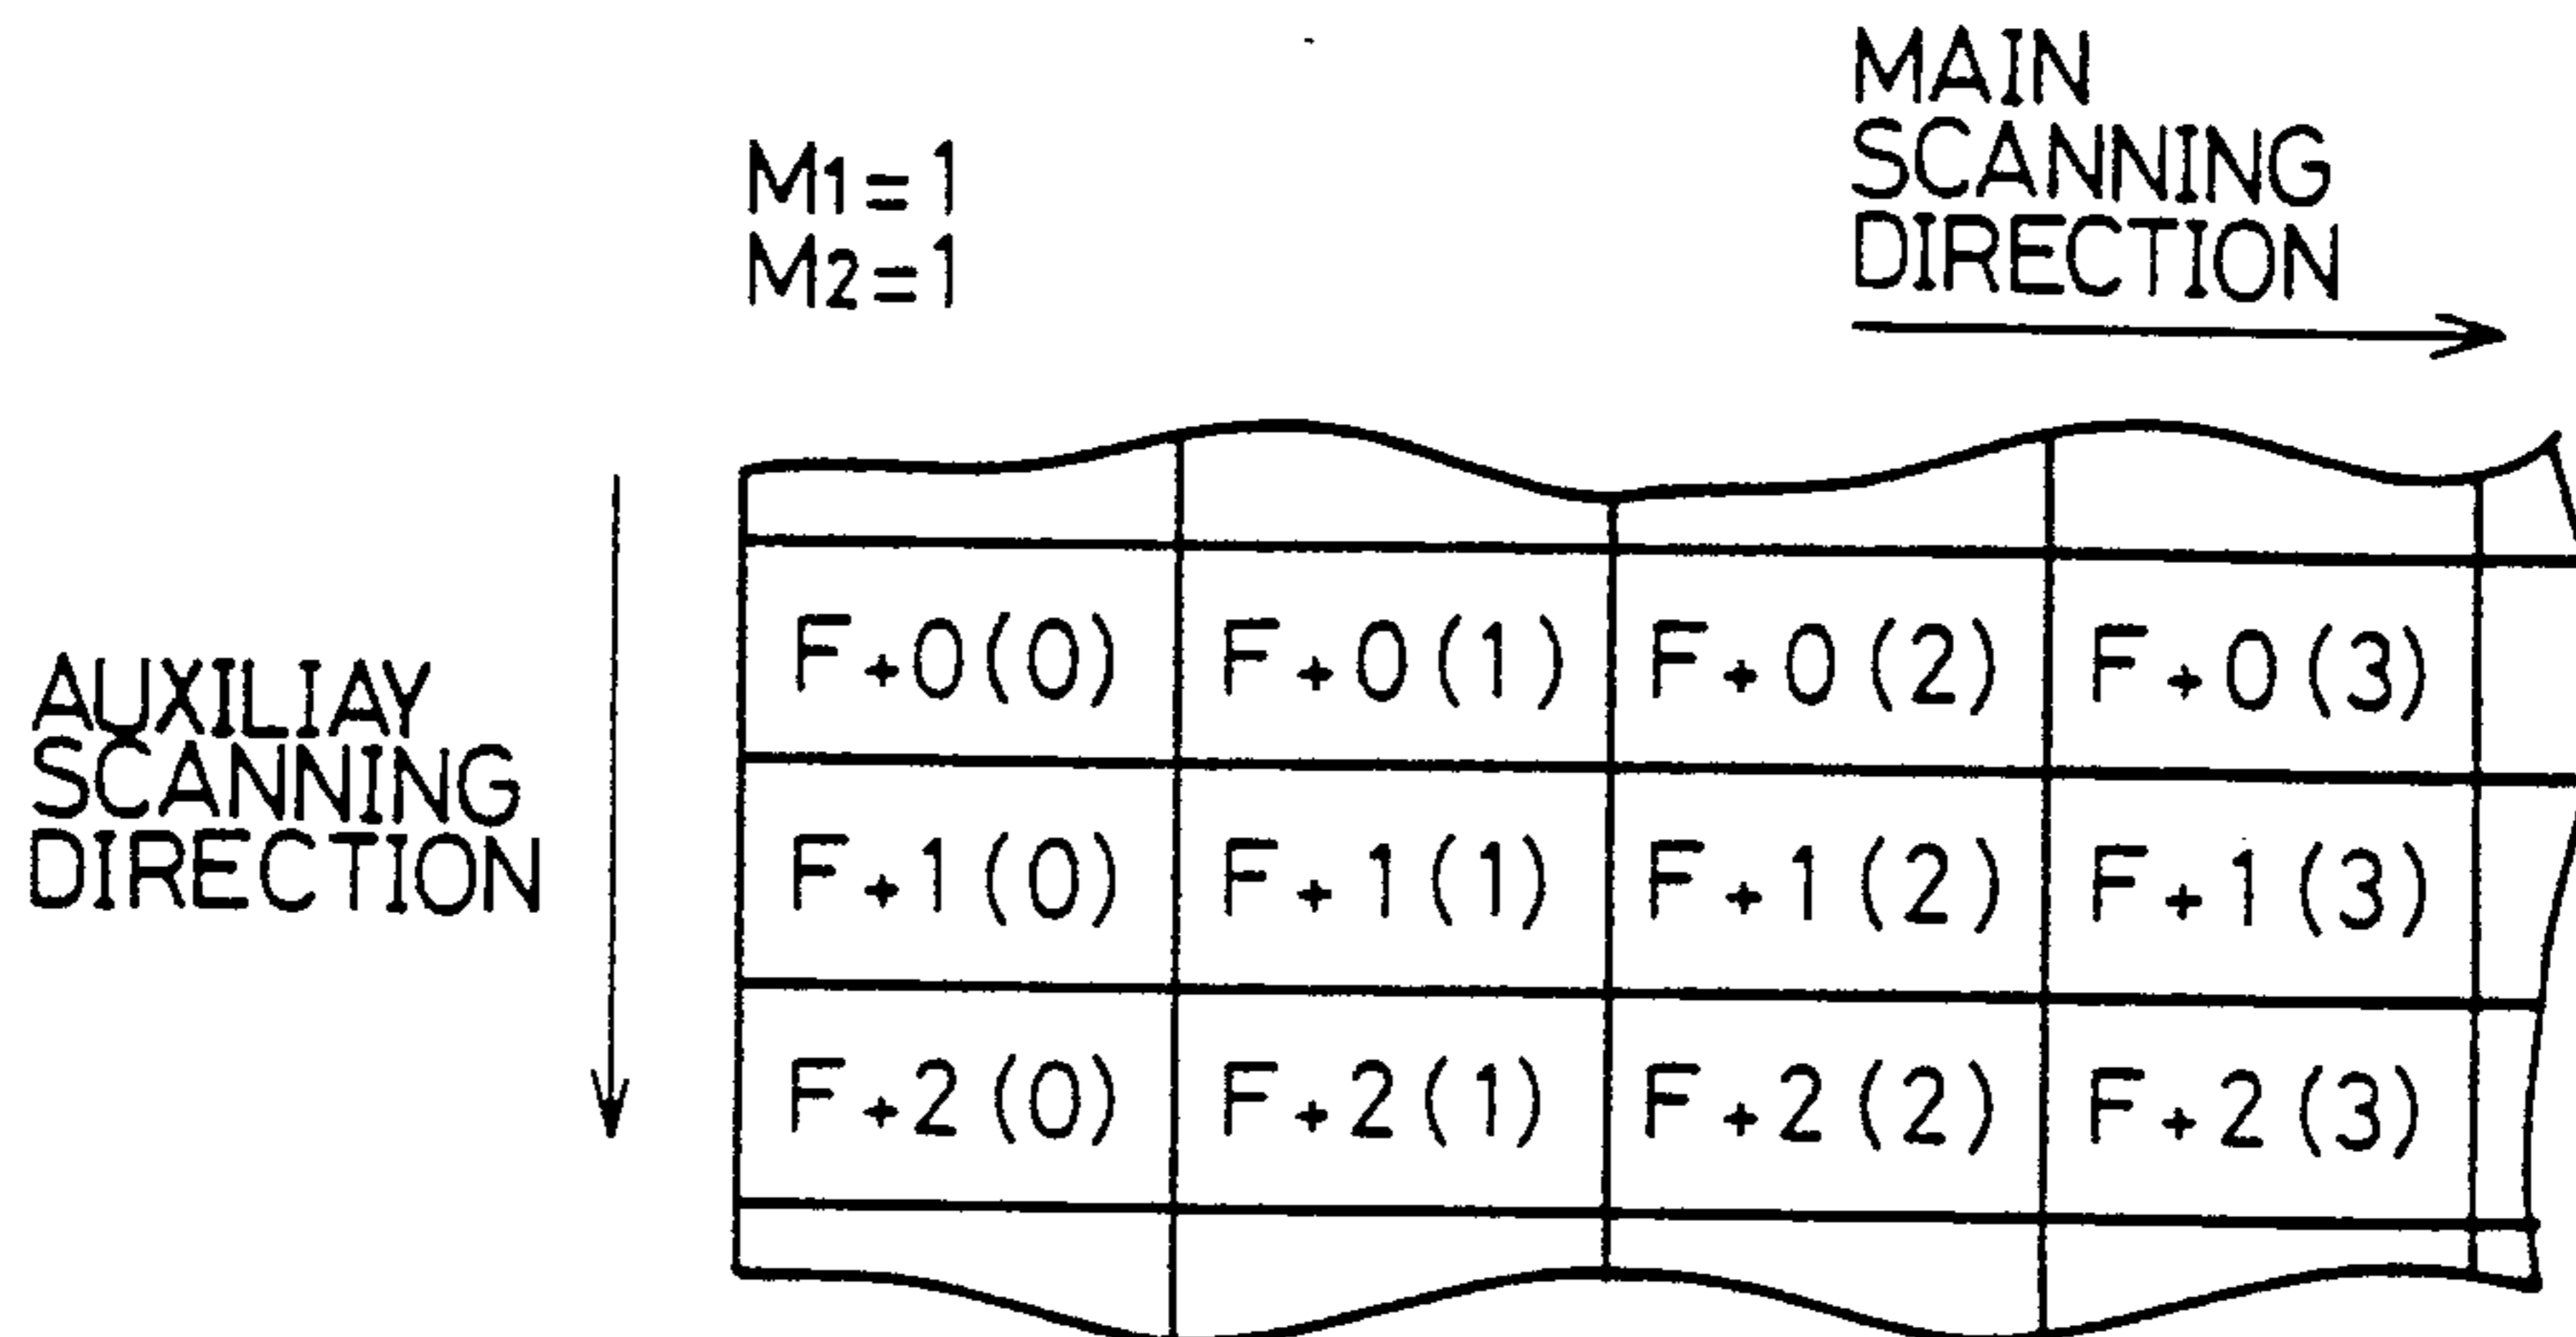 M1=1
M2=1
MAIN
SCANNING
DIRECTION
AUXILIAY
SCANNING
DIRECTION
F+0(0) F+0(1) F+0(2) F+0(3)
F+1(0) F+1(1) F+1(2) F+1(3)
F+2(0) F+2(1) F+2(2) F+2(3)